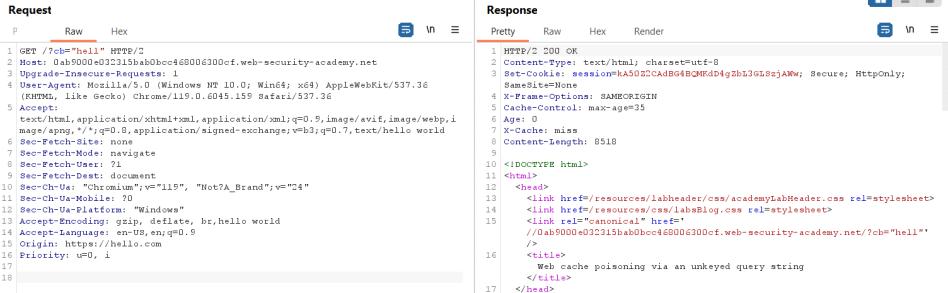 Request
P Raw Hex
\n
1 GET /?cb="hell" HTTP/2
2 Host: 0ab9000e032315bab0bcc468006300cf.web-security-academy.net
3 Upgrade-Insecure-Requests: 1
4 User-Agent: Mozilla/5.0 (Windows NT 10.0; Win64; x64) AppleWebKit/537.36
(KHTML, like Gecko) Chrome/119.0.6045.159 Safari/537.36
5 Accept:
text/html,application/xhtml+xml,application/xml;q=0.9,image/avif,image/webp,i
mage/apng,*/*;q=0.8,application/signed-exchange;v=b3;q=0.7,text/hello world
6 Sec-Fetch-Site: none
7 Sec-Fetch-Mode: navigate
8 Sec-Fetch-User: ?1
9 Sec-Fetch-Dest: document
10 Sec-Ch-Ua: "Chromium";v="119", "Not?A_Brand";v="24"
11 Sec-Ch-Ua-Mobile: ?0
12 Sec-Ch-Ua-Platform: "Windows"
13 Accept-Encoding: gzip, deflate, br,hello world
14 Accept-Language: en-US,en;q=0.9
15 Origin: https://hello.com
16 Priority: u=0, i
17
18
Response
Pretty Raw Hex Render
\n
1 HTTP/2 200 OK
2 Content-Type: text/html; charset=utf-8
3 Set-Cookie: session=kA50Z2CAdBG4BQMKdD4gZbL3GLSzjAWw; Secure; HttpOnly;
SameSite=None
4 X-Frame-Options: SAMEORIGIN
5 Cache-Control: max-age=35
6 Age: 0
7 X-Cache: miss
8 Content-Length: 8518
9
10 <!DOCTYPE html>
11 <html>
12 <head>
13 <link href=/resources/labheader/css/academyLabHeader.css rel=stylesheet>
14 <link href=/resources/css/labsBlog.css rel=stylesheet>
15 <link rel="canonical" href='
//0ab9000e032315bab0bcc468006300cf.web-security-academy.net/?cb="hell"'
/>
16 <title>
Web cache poisoning via an unkeyed query string
</title>
17 </head>